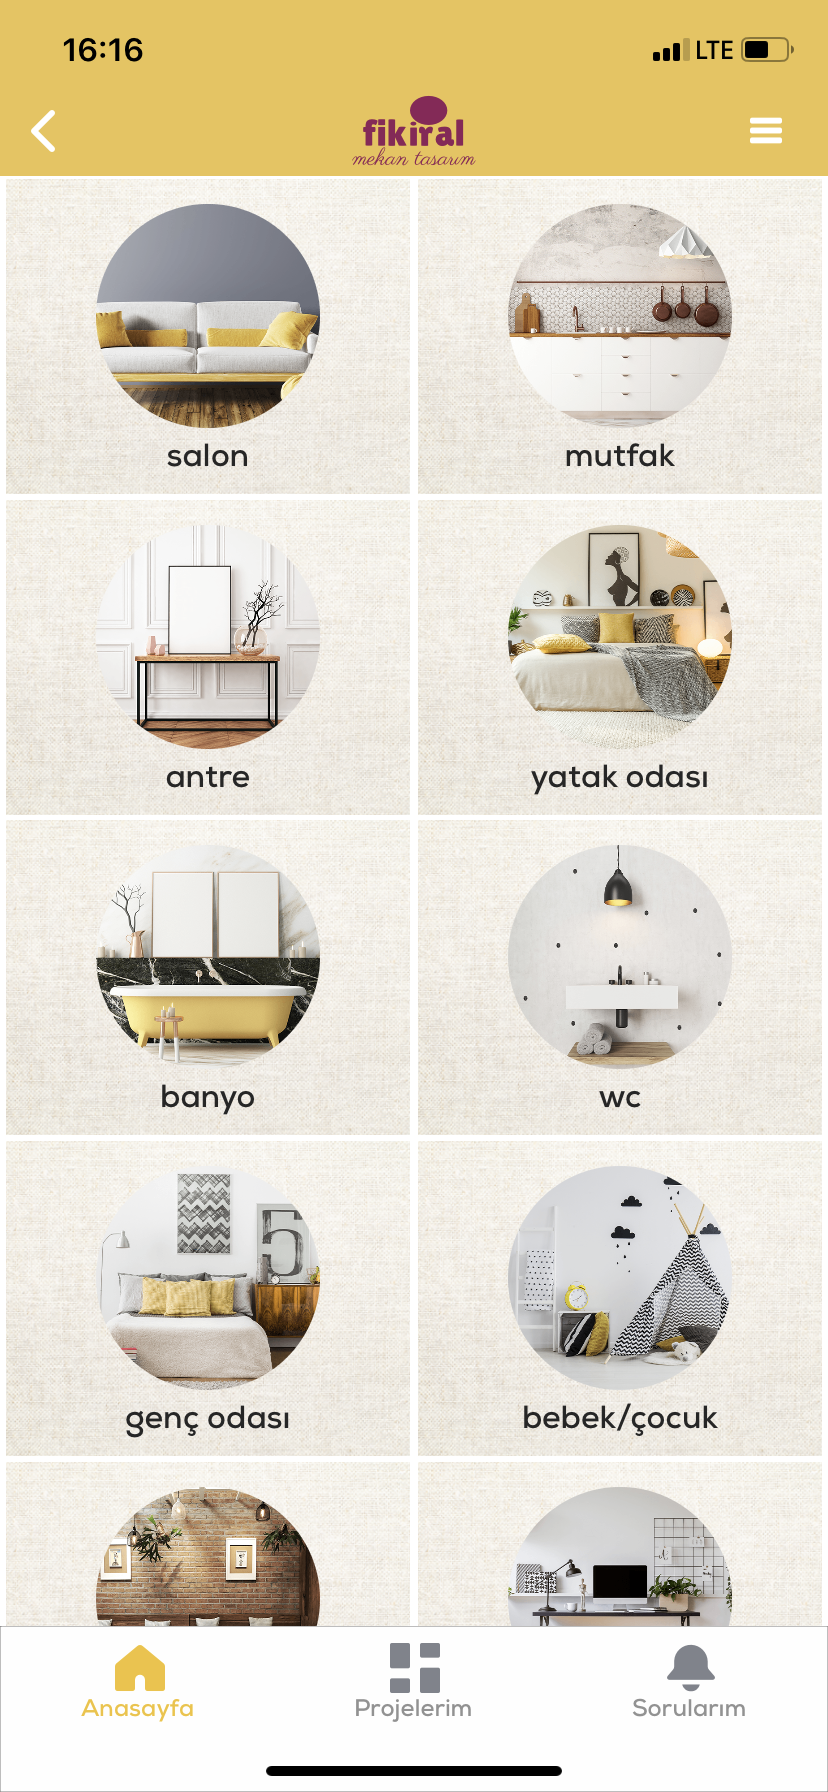 16:16
LTE
fikiral
mekan tasarım
salon
mutfak
antre
yatak odası
banyo
wc
5
genç odası
bebek/çocuk
Anasayfa
Projelerim
Sorularım